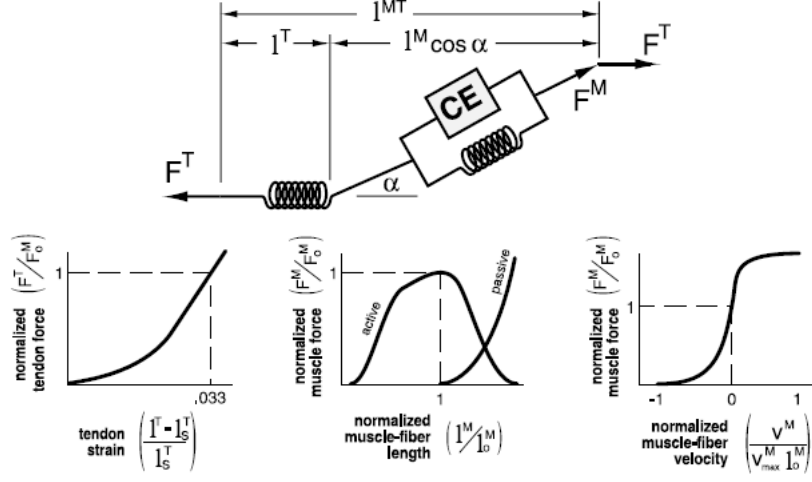 l^MT
l^T
l^M cos α
F^T
F^M
CE
F^T
α
normalized
tendon force
(F^T/F_o^M)
1
.033
tendon
strain
(l^T - l_s^T / l_s^T)
normalized
muscle force
(F^M/F_o^M)
1
active
passive
1
normalized
muscle-fiber
length
(l^M/l_o^M)
normalized
muscle force
(F^M/F_o^M)
1
-1
0
1
normalized
muscle-fiber
velocity
(v^M / v_max^M l_o^M)